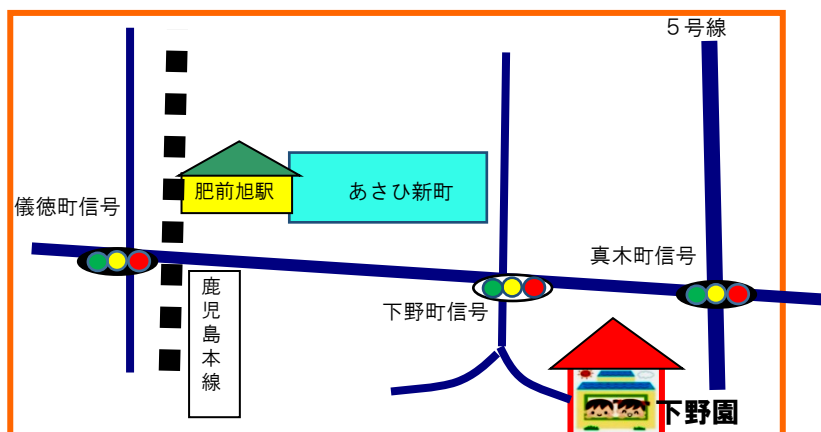 5号線
肥前旭駅
あさひ新町
儀徳町信号
真木町信号
鹿児島本線
下野町信号
下野園